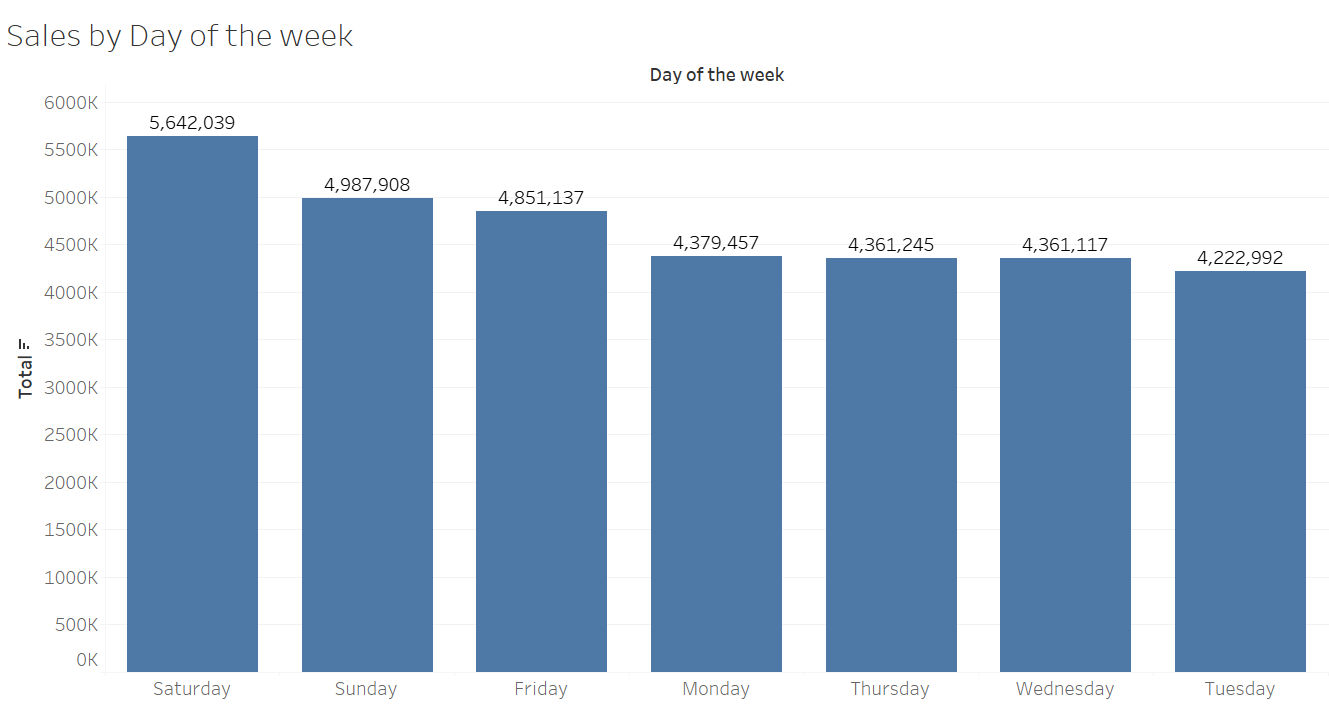 Sales by Day of the week
Day of the week
6000K
5500K
5000K
4500K
4000K
3500K
3000K
2500K
2000K
1500K
1000K
500K
0K
Total
5,642,039
4,987,908
4,851,137
4,379,457
4,361,245
4,361,117
4,222,992
Saturday Sunday Friday Monday Thursday Wednesday Tuesday